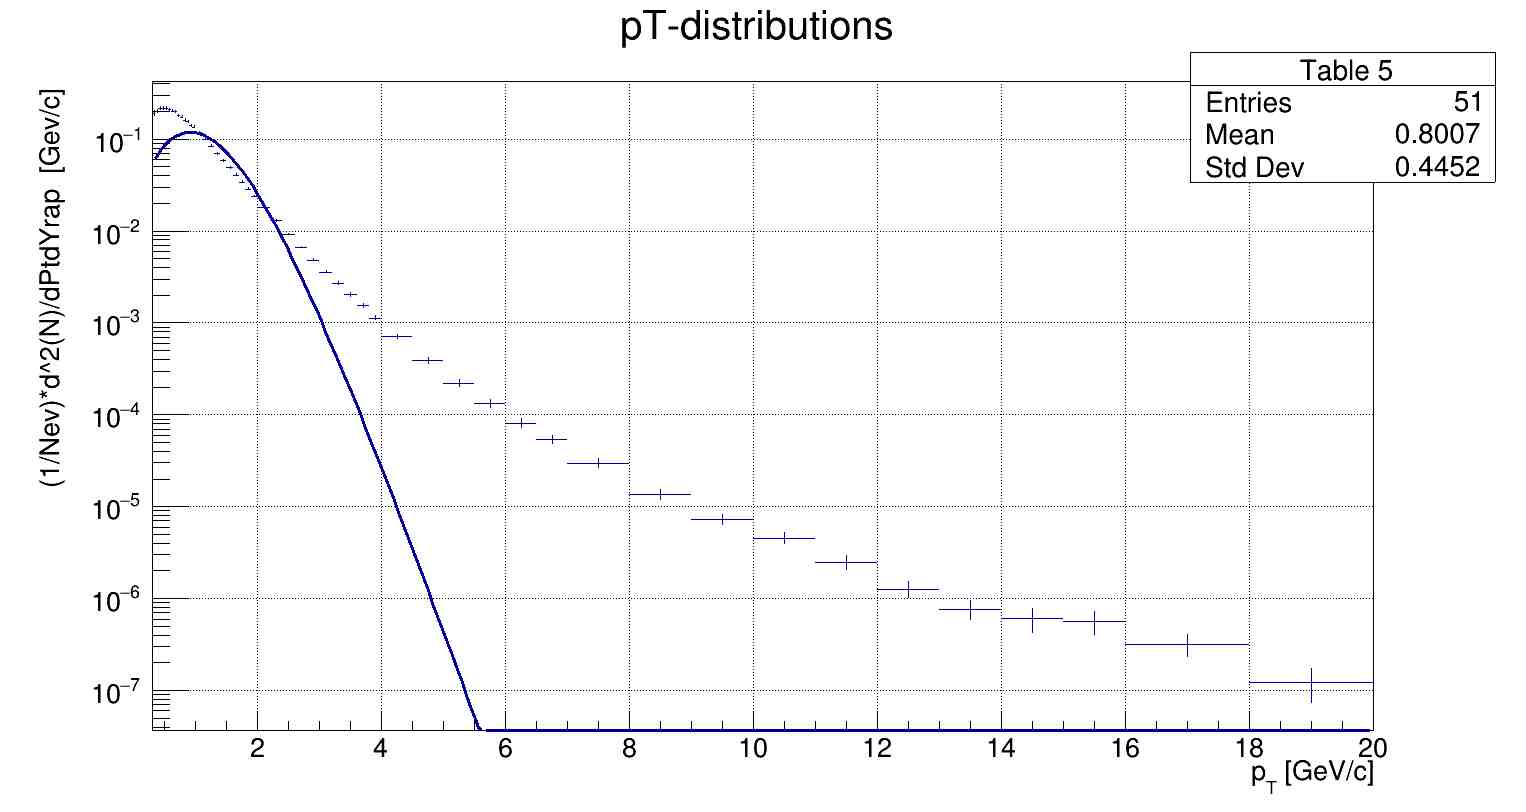 pT-distributions
Table 5
Entries 51
Mean 0.8007
Std Dev 0.4452
(1/Nev)*d^2(N)/dPtdYrap [Gev/c]
10−1
10−2
10−3
10−4
10−5
10−6
10−7
2 4 6 8 10 12 14 16 18 20
pT [GeV/c]